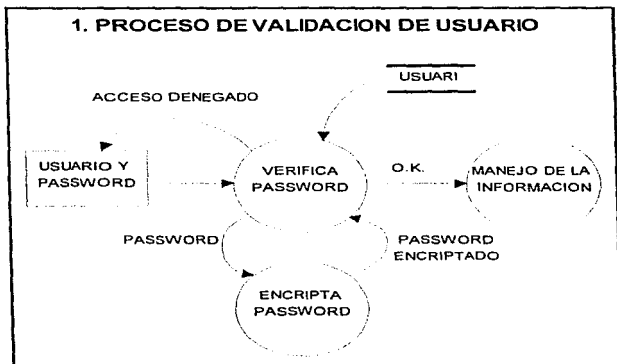 1. PROCESO DE VALIDACION DE USUARIO
USUARI
ACCESO DENEGADO
USUARIO Y
PASSWORD
VERIFICA
PASSWORD
O.K.
MANEJO DE LA
INFORMACION
PASSWORD
PASSWORD
ENCRIPTADO
ENCRIPTA
PASSWORD